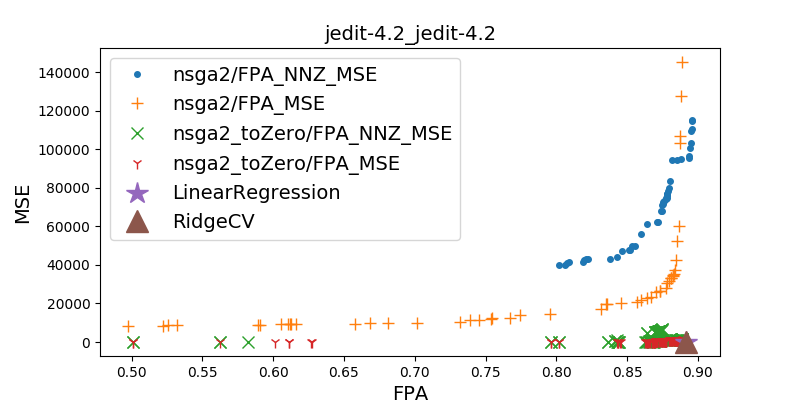 jedit-4.2_jedit-4.2
MSE
140000
120000
100000
80000
60000
40000
20000
0
nsga2/FPA_NNZ_MSE
nsga2/FPA_MSE
nsga2_toZero/FPA_NNZ_MSE
nsga2_toZero/FPA_MSE
LinearRegression
RidgeCV
0.50 0.55 0.60 0.65 0.70 0.75 0.80 0.85 0.90
FPA